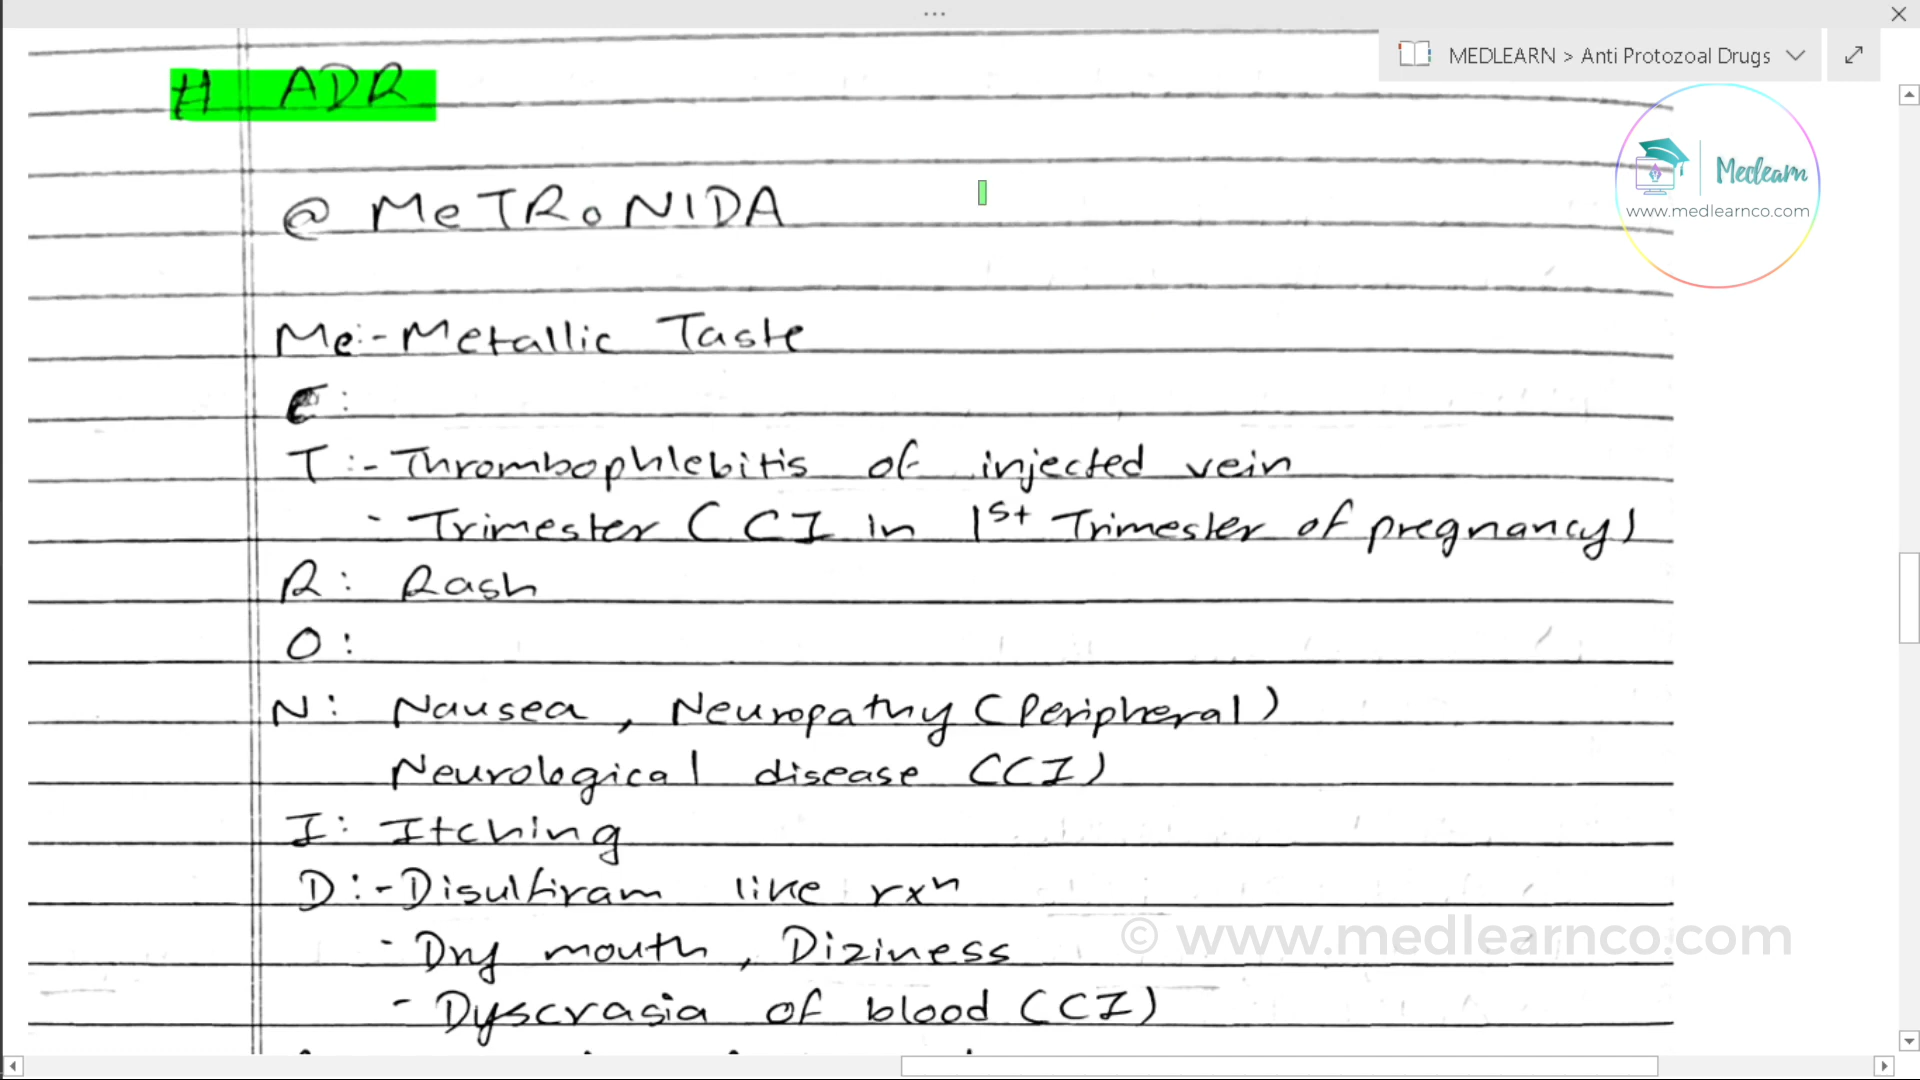 MEDLEARN > Anti Protozoal Drugs
# ADR
Medlearn
www.medlearnco.com
@ MeTRoNIDA
Me:- Metallic Taste
E:
T:- Thrombophlebitis of injected vein
- Trimester (CI in 1st Trimester of pregnancy)
R: Rash
O:
N: Nausea, Neuropathy (Peripheral)
Neurological disease (CI)
I: Itching
D:- Disulfiram like rxn
- Dry mouth, Diziness
© www.medlearnco.com
- Dyscrasia of blood (CI)